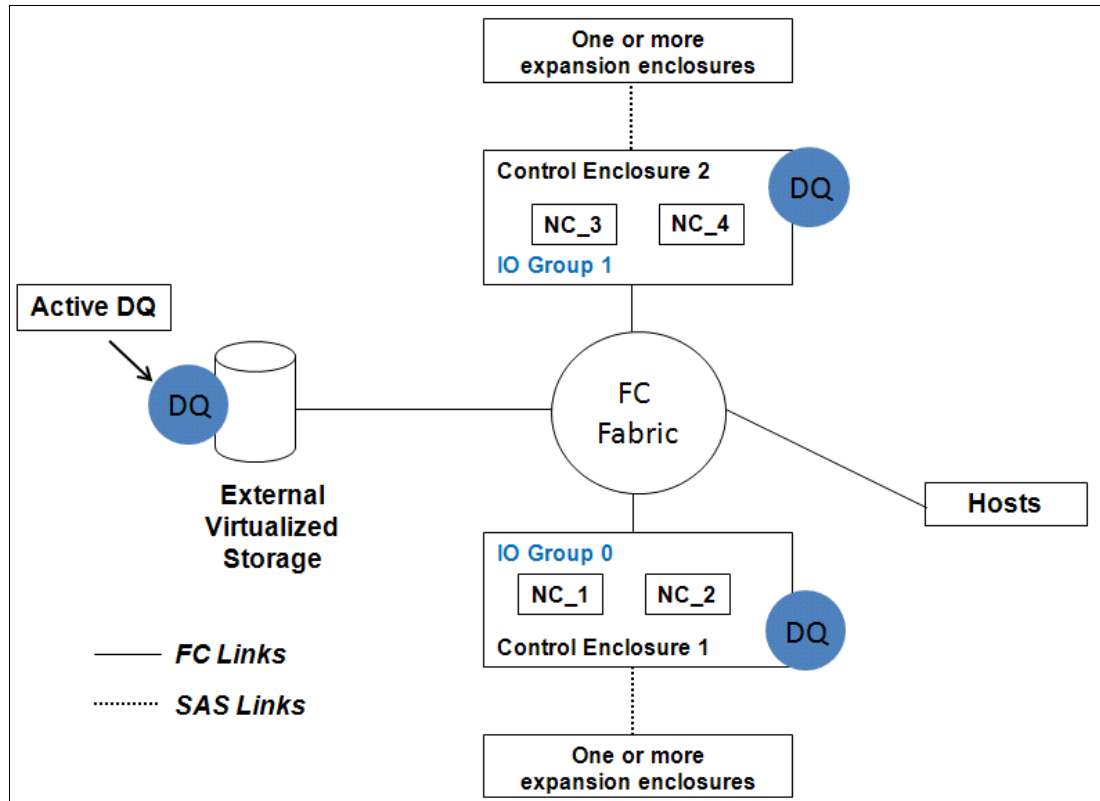 One or more
expansion enclosures
Control Enclosure 2
DQ
NC_3
NC_4
IO Group 1
Active DQ
DQ
FC
Fabric
External
Virtualized
Storage
Hosts
IO Group 0
NC_1
NC_2
DQ
Control Enclosure 1
FC Links
SAS Links
One or more
expansion enclosures